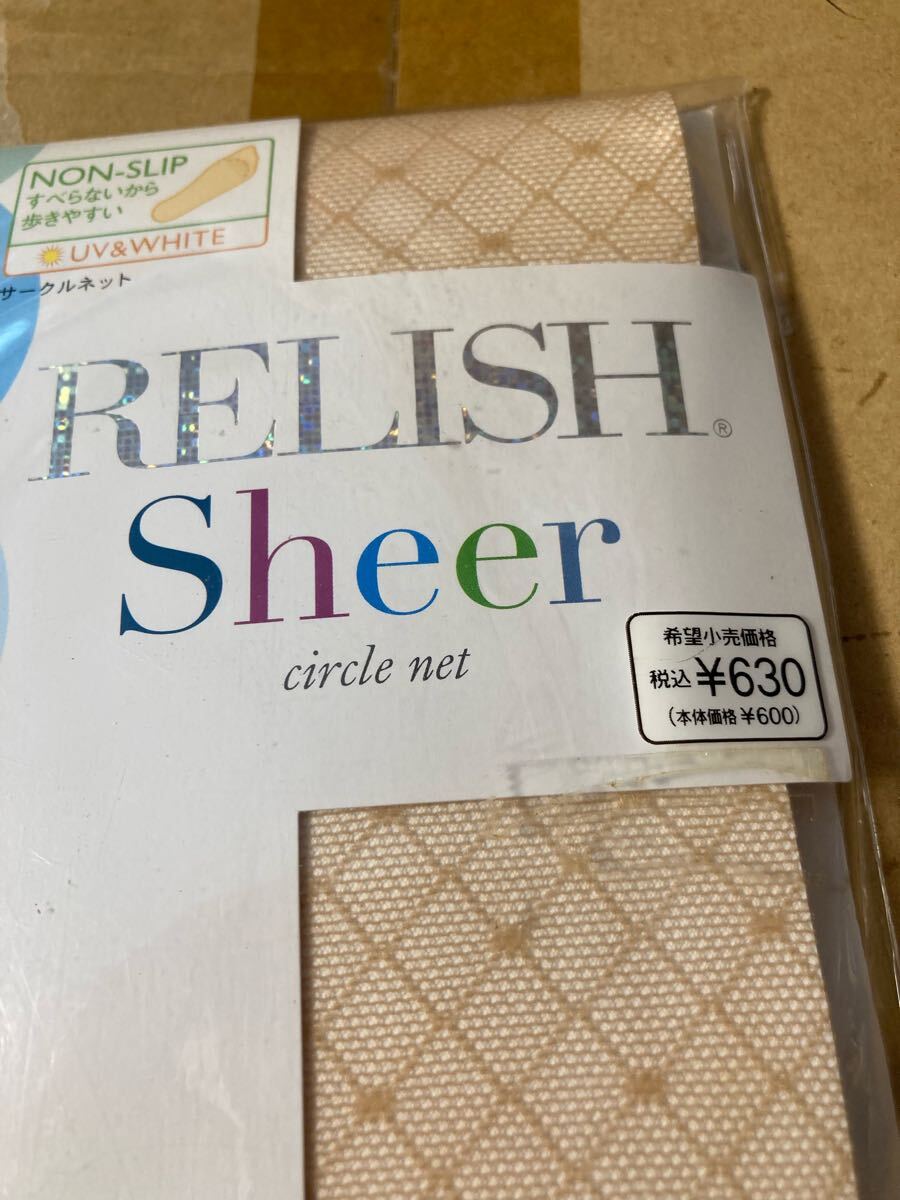 NON-SLIP
すべらないから
歩きやすい
UV&WHITE
サークルネット
RELISH®
Sheer
circle net
希望小売価格
税込 ¥630
(本体価格 ¥600)